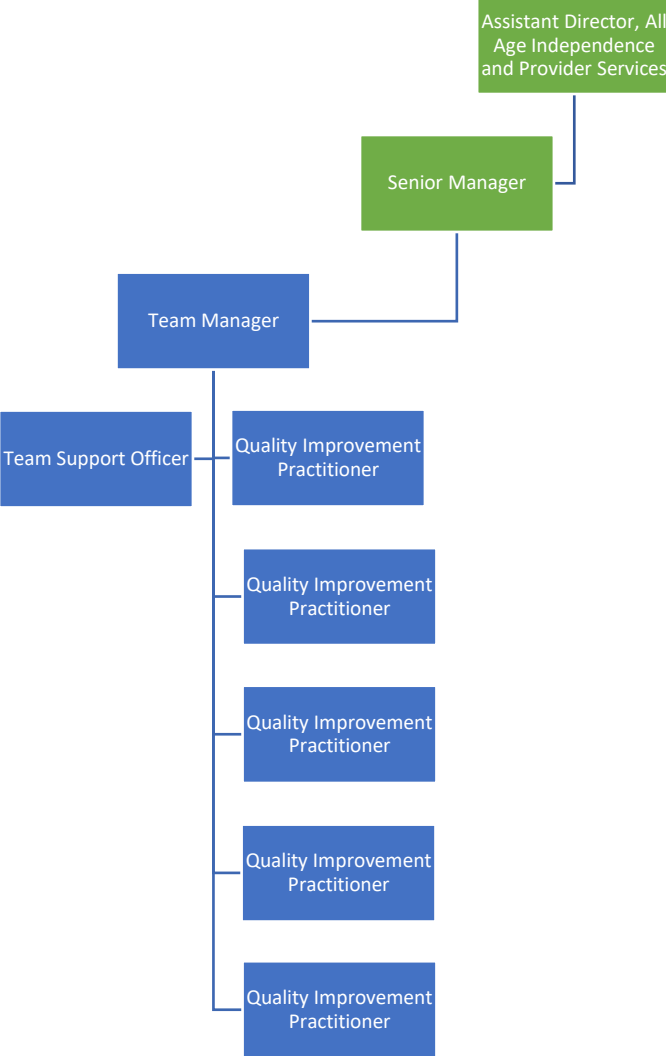 Assistant Director, All
Age Independence
and Provider Services
Senior Manager
Team Manager
Team Support Officer
Quality Improvement
Practitioner
Quality Improvement
Practitioner
Quality Improvement
Practitioner
Quality Improvement
Practitioner
Quality Improvement
Practitioner